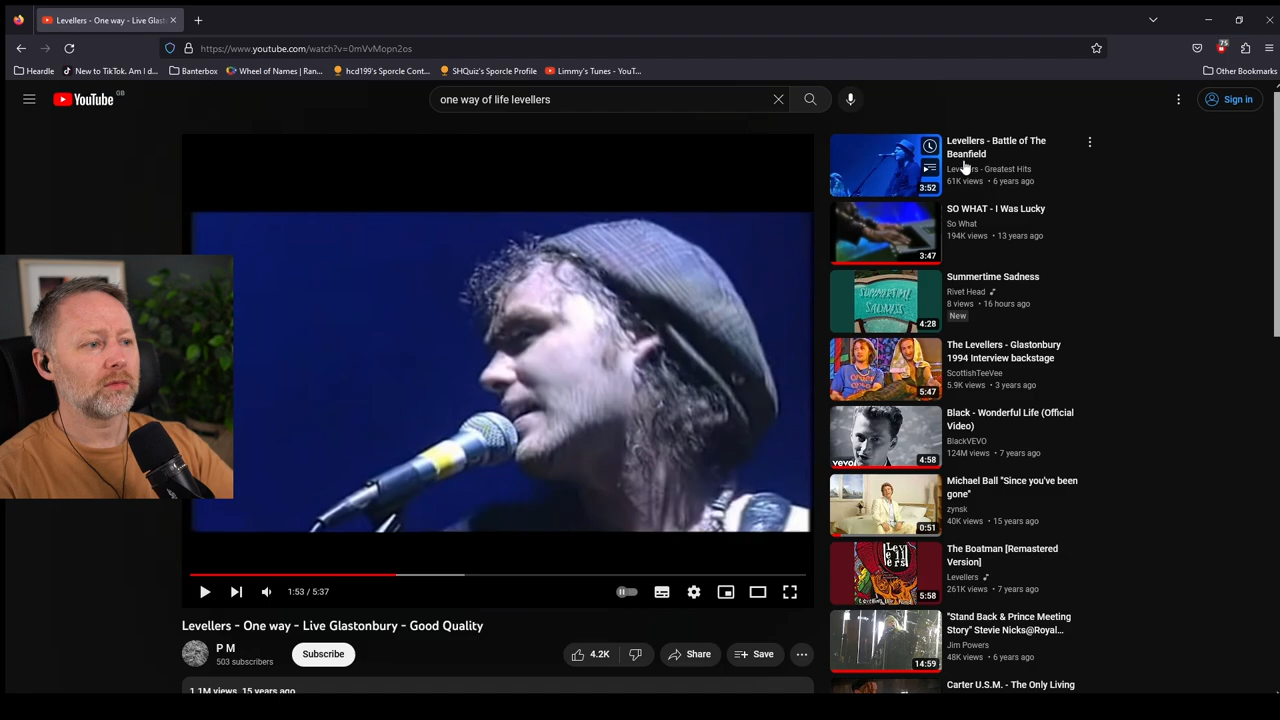 Levellers - One way - Live Glast
https://www.youtube.com/watch?v=0mVvMopn2os
75
Heardle
New to TikTok, Am I d...
Banterbox
Wheel of Names | Ran...
hcd199's Sporcle Cont...
SHQuiz's Sporcle Profile
Limmy's Tunes - YouT...
Other Bookmarks
YouTube GB
one way of life levellers
Sign in
Levellers - Battle of The
Beanfield
Levellers - Greatest Hits
61K views • 6 years ago
3:52
SO WHAT - I Was Lucky
So What
194K views • 13 years ago
3:47
SUMMERTIME
SADNESS
Summertime Sadness
Rivet Head
8 views • 16 hours ago
New
4:28
The Levellers - Glastonbury
1994 Interview backstage
ScottishTeeVee
5.9K views • 3 years ago
5:47
Black - Wonderful Life (Official
Video)
BlackVEVO
124M views • 7 years ago
vevo
4:58
Michael Ball "Since you've been
gone"
zynsk
40K views • 15 years ago
0:51
The Boatman [Remastered
Version]
Levellers
261K views • 7 years ago
5:58
"Stand Back & Prince Meeting
Story" Stevie Nicks@Royal...
Jim Powers
48K views • 6 years ago
14:59
Carter U.S.M. - The Only Living
1:53 / 5:37
Levellers - One way - Live Glastonbury - Good Quality
P M
503 subscribers
Subscribe
4.2K
Share
Save
1.1M views 15 years ago